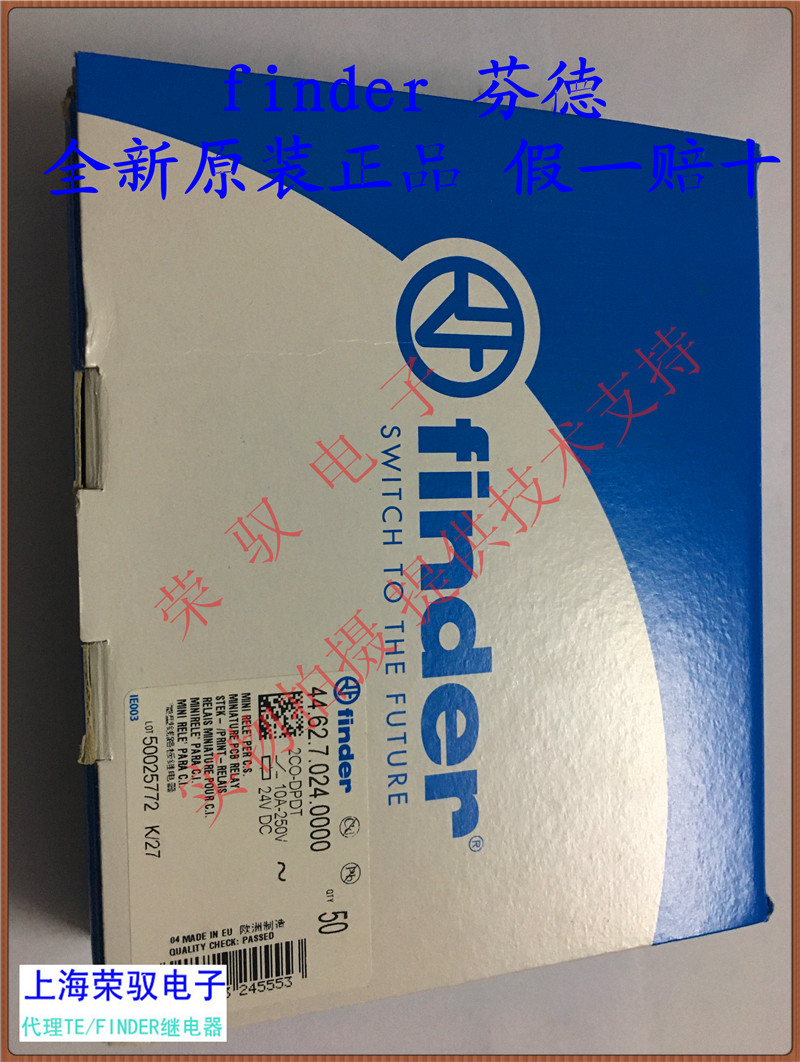 finder 芬德
全新原装正品 假一赔十
finder®
SWITCH TO THE FUTURE
荣驭电子
实物拍摄 提供技术支持
finder
44.62.7.024.0000
2CO-DPDT
10A-250V ~
24V DC
QTY 50
MINI RELE' PER C.S.
MINIATURE PCB RELAY
STEK-/PRINT-RELAIS
RELAIS MINIATURE POUR C.I.
MINIRELE' PARA C.I.
MINI RELE' PARA C.I.
IE003
LOT 50025772 K/27
04 MADE IN EU 欧洲制造
QUALITY CHECK: PASSED
245553
上海荣驭电子
代理TE/FINDER继电器